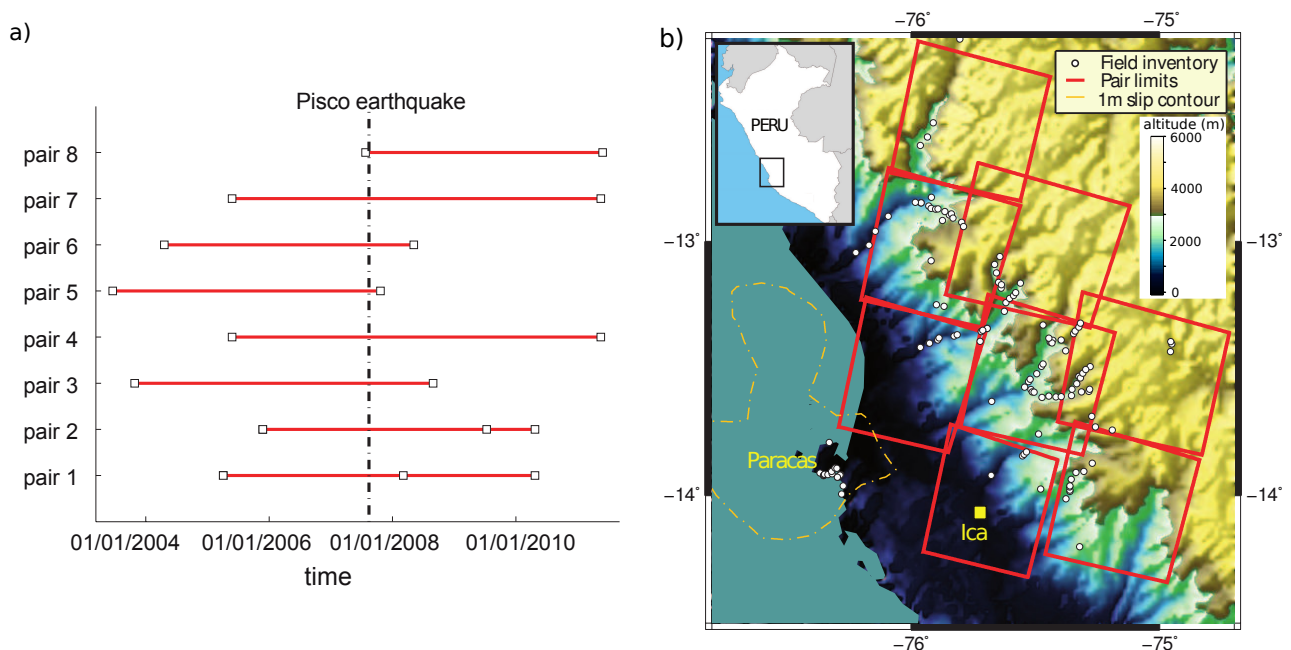 a)
Pisco earthquake
pair 8
pair 7
pair 6
pair 5
pair 4
pair 3
pair 2
pair 1
01/01/2004 01/01/2006 01/01/2008 01/01/2010
time
b)
−76° −75°
Field inventory
Pair limits
1m slip contour
PERU
altitude (m)
6000
4000
2000
0
−13° −13°
Paracas
−14° −14°
Ica
−76° −75°